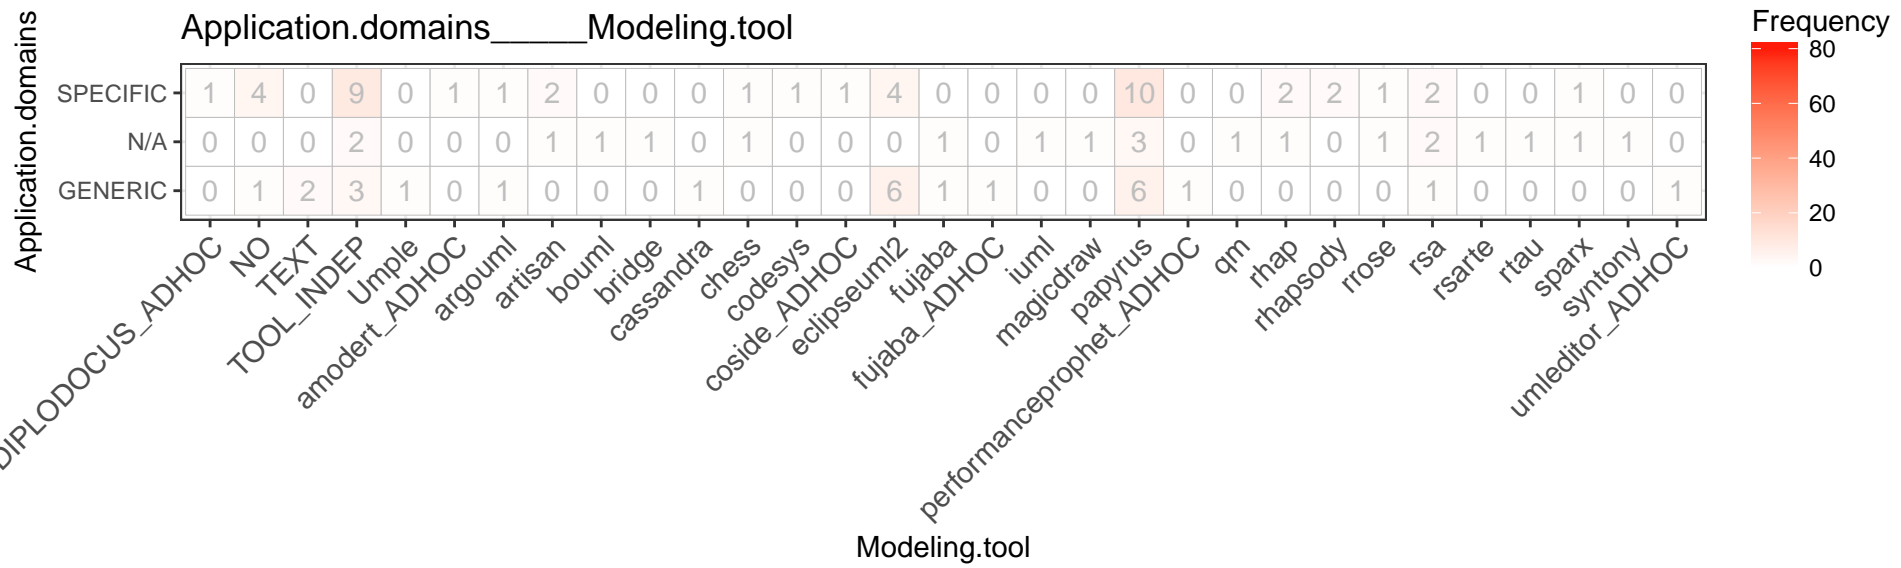 Application.domains_____Modeling.tool
Application.domains
SPECIFIC 1 4 0 9 0 1 1 2 0 0 0 1 1 1 4 0 0 0 0 10 0 0 2 2 1 2 0 0 1 0 0
N/A 0 0 0 2 0 0 0 1 1 1 0 1 0 0 0 1 0 1 1 3 0 1 1 0 1 2 1 1 1 1 0
GENERIC 0 1 2 3 1 0 1 0 0 0 1 0 0 0 6 1 1 0 0 6 1 0 0 0 0 1 0 0 0 0 1
DIPLODOCUS_ADHOC
NO
TEXT
TOOL_INDEP
Umple
amodert_ADHOC
argouml
artisan
bouml
bridge
cassandra
chess
codesys
coside_ADHOC
eclipseuml2
fujaba
fujaba_ADHOC
iuml
magicdraw
papyrus
performanceprophet_ADHOC
qm
rhap
rhapsody
rrose
rsa
rsarte
rtau
sparx
syntony
umleditor_ADHOC
Modeling.tool
Frequency
80
60
40
20
0